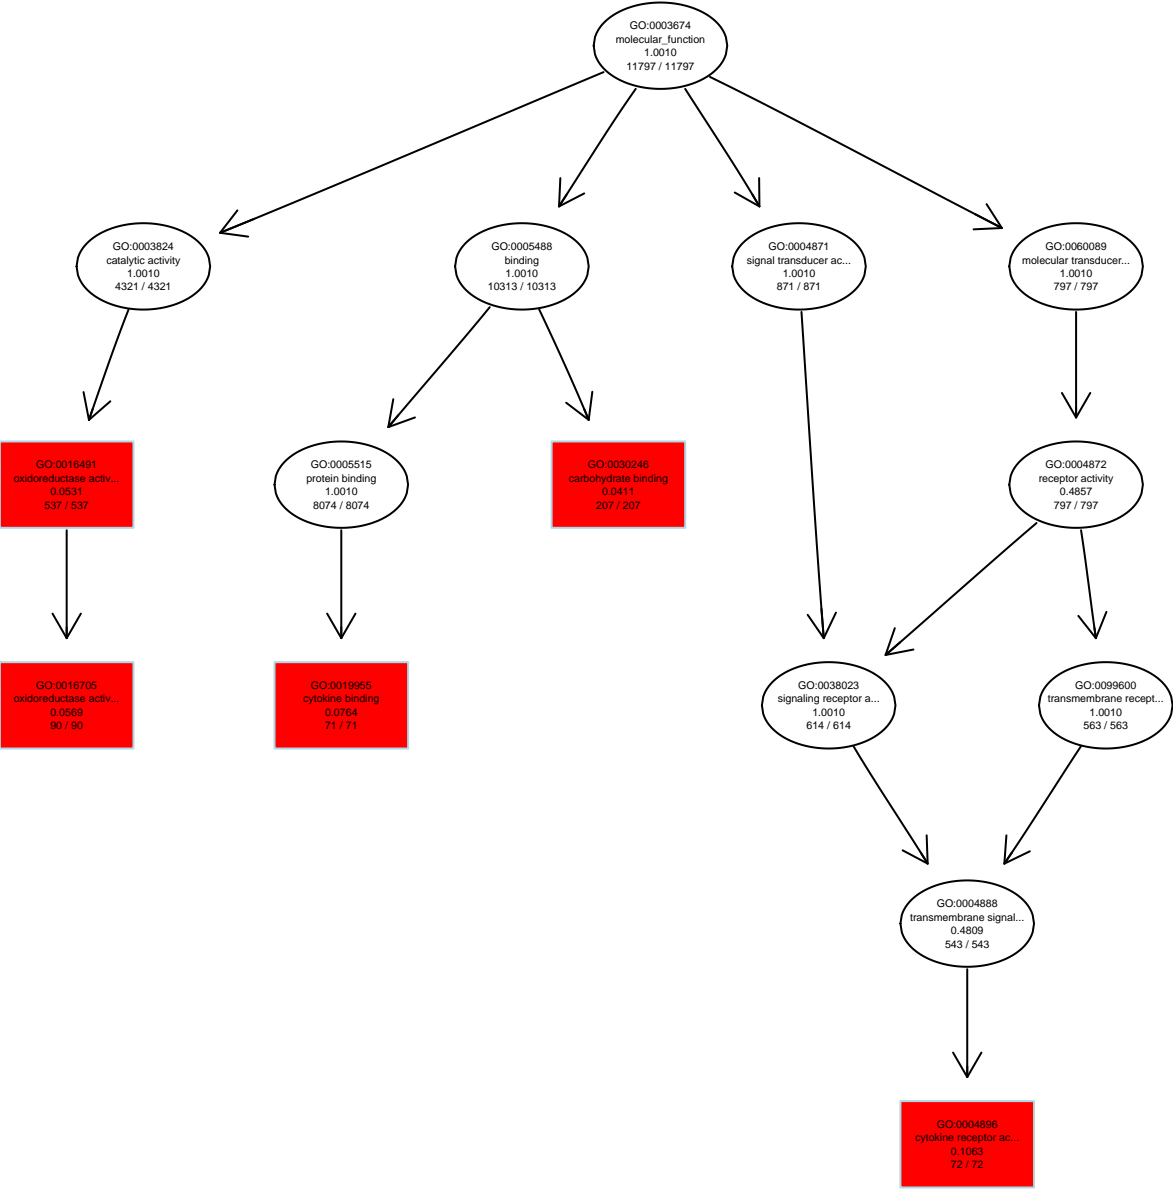 GO:0003674
molecular_function
1.0010
11797 / 11797
GO:0003824
catalytic activity
1.0010
4321 / 4321
GO:0005488
binding
1.0010
10313 / 10313
GO:0004871
signal transducer ac...
1.0010
871 / 871
GO:0060089
molecular transducer...
1.0010
797 / 797
GO:0016491
oxidoreductase activ...
0.0531
537 / 537
GO:0005515
protein binding
1.0010
8074 / 8074
GO:0030246
carbohydrate binding
0.0411
207 / 207
GO:0004872
receptor activity
0.4857
797 / 797
GO:0016705
oxidoreductase activ...
0.0569
90 / 90
GO:0019955
cytokine binding
0.0764
71 / 71
GO:0038023
signaling receptor a...
1.0010
614 / 614
GO:0099600
transmembrane recept...
1.0010
563 / 563
GO:0004888
transmembrane signal...
0.4809
543 / 543
GO:0004896
cytokine receptor ac...
0.1063
72 / 72